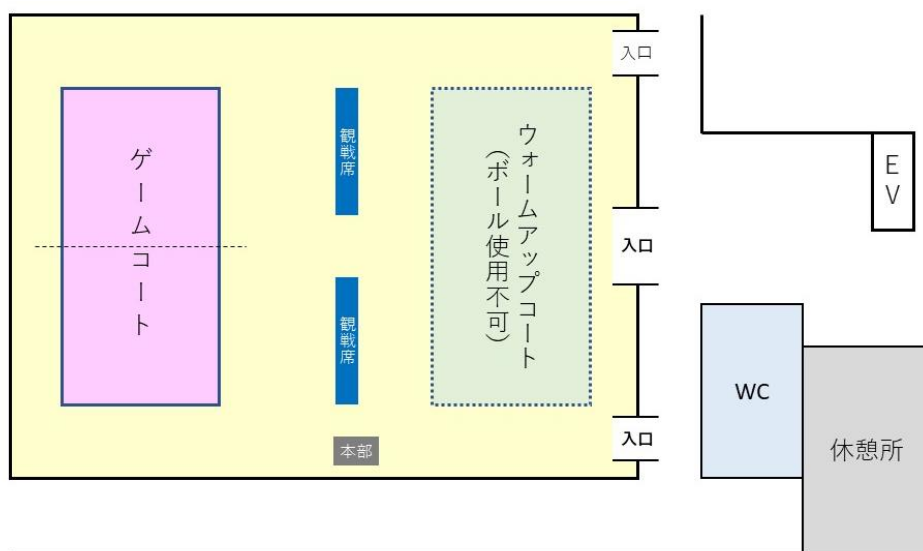 入口
ゲームコート
観戦席
ウォームアップコート
（ボール使用不可）
EV
入口
観戦席
WC
入口
本部
休憩所